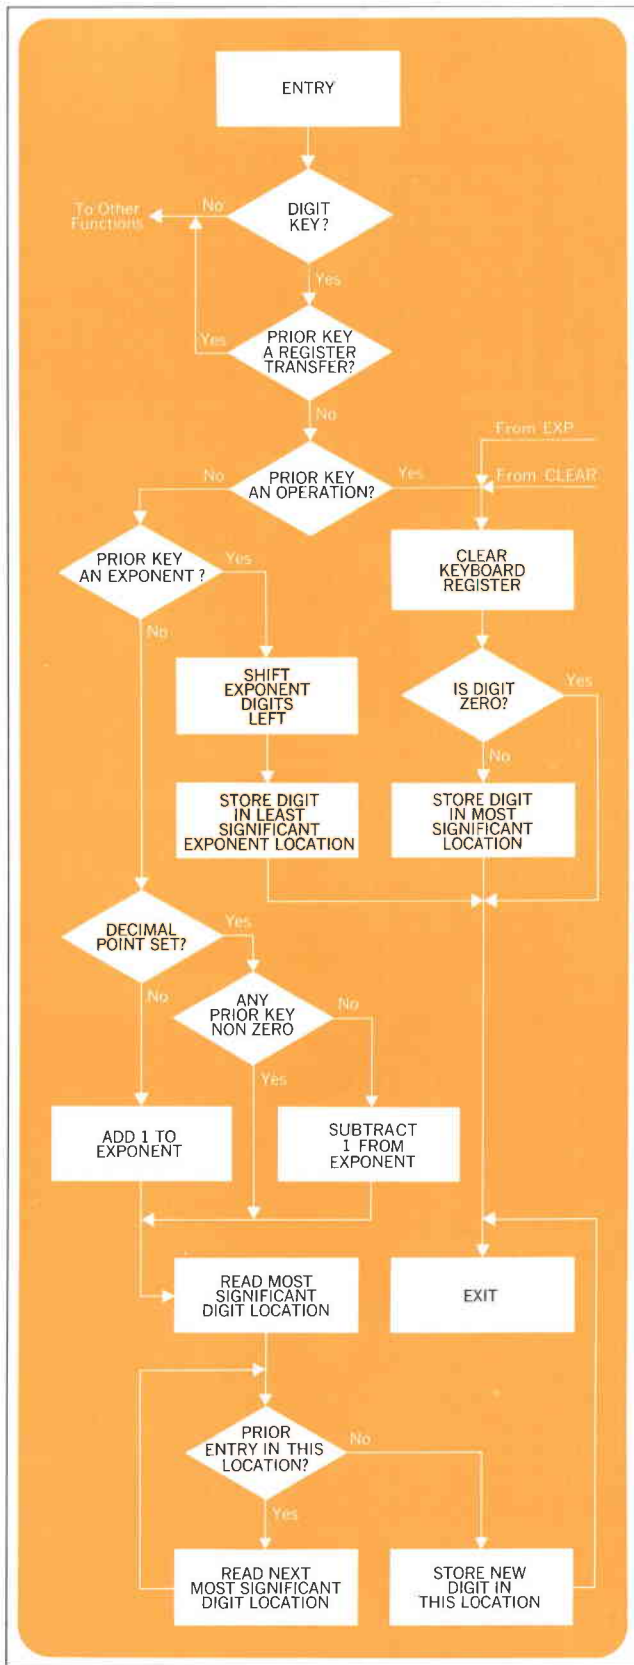 ENTRY
DIGIT
KEY?
No
To Other
Functions
Yes
PRIOR KEY
A REGISTER
TRANSFER?
Yes
No
From EXP
PRIOR KEY
AN OPERATION?
No
Yes
From CLEAR
PRIOR KEY
AN EXPONENT?
Yes
No
CLEAR
KEYBOARD
REGISTER
SHIFT
EXPONENT
DIGITS
LEFT
IS DIGIT
ZERO?
Yes
No
STORE DIGIT
IN LEAST
SIGNIFICANT
EXPONENT LOCATION
STORE DIGIT
IN MOST
SIGNIFICANT
LOCATION
DECIMAL
POINT SET?
Yes
No
ANY
PRIOR KEY
NON ZERO
No
Yes
ADD 1 TO
EXPONENT
SUBTRACT
1 FROM
EXPONENT
READ MOST
SIGNIFICANT
DIGIT LOCATION
EXIT
PRIOR
ENTRY IN THIS
LOCATION?
No
Yes
READ NEXT
MOST SIGNIFICANT
DIGIT LOCATION
STORE NEW
DIGIT IN
THIS LOCATION